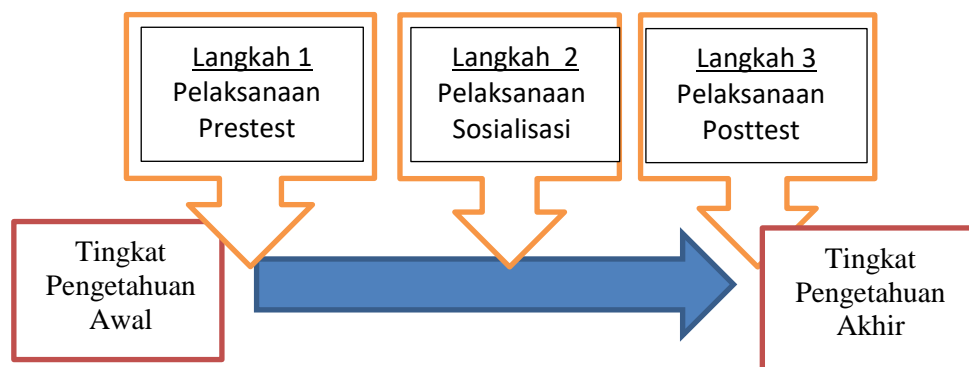 Langkah 1
Pelaksanaan
Prestest
Langkah 2
Pelaksanaan
Sosialisasi
Langkah 3
Pelaksanaan
Posttest
Tingkat
Pengetahuan
Awal
Tingkat
Pengetahuan
Akhir